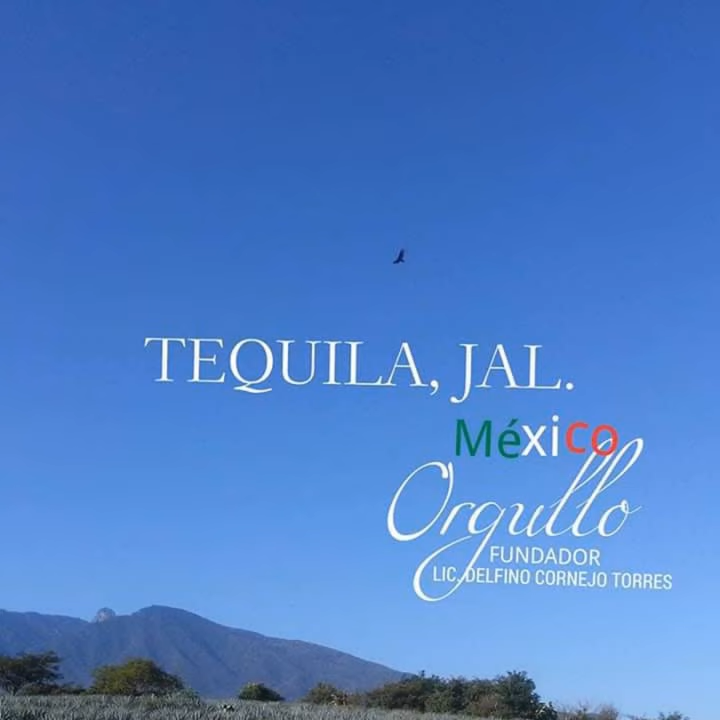 TEQUILA, JAL.
México
Orgullo
FUNDADOR
LIC. DELFINO CORNEJO TORRES